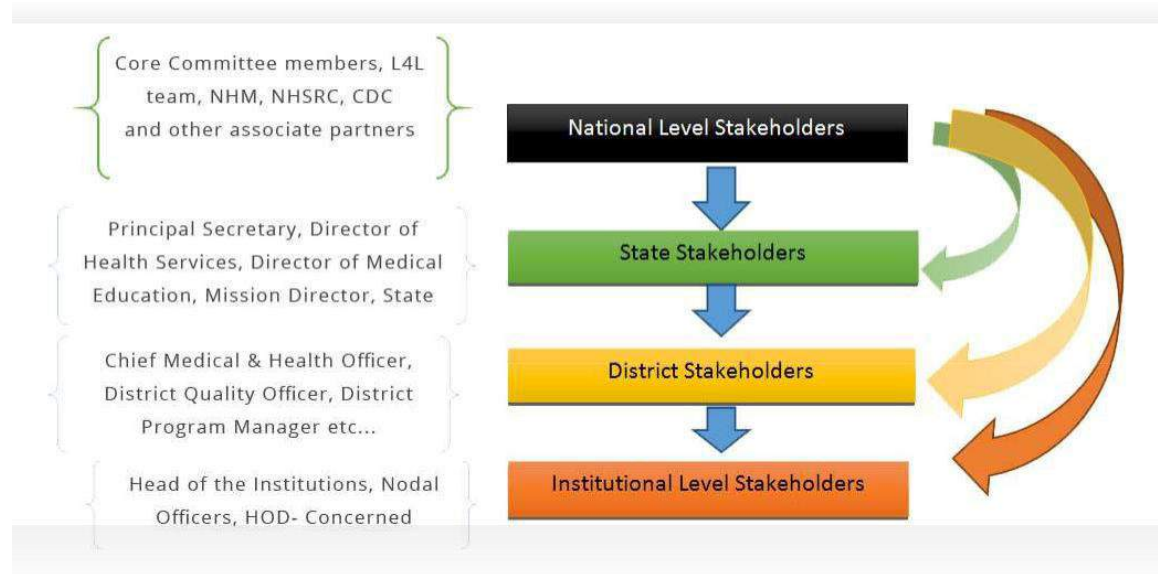 Core Committee members, L4L
team, NHM, NHSRC, CDC
and other associate partners
National Level Stakeholders
Principal Secretary, Director of
Health Services, Director of Medical
Education, Mission Director, State
State Stakeholders
Chief Medical & Health Officer,
District Quality Officer, District
Program Manager etc...
District Stakeholders
Head of the Institutions, Nodal
Officers, HOD- Concerned
Institutional Level Stakeholders